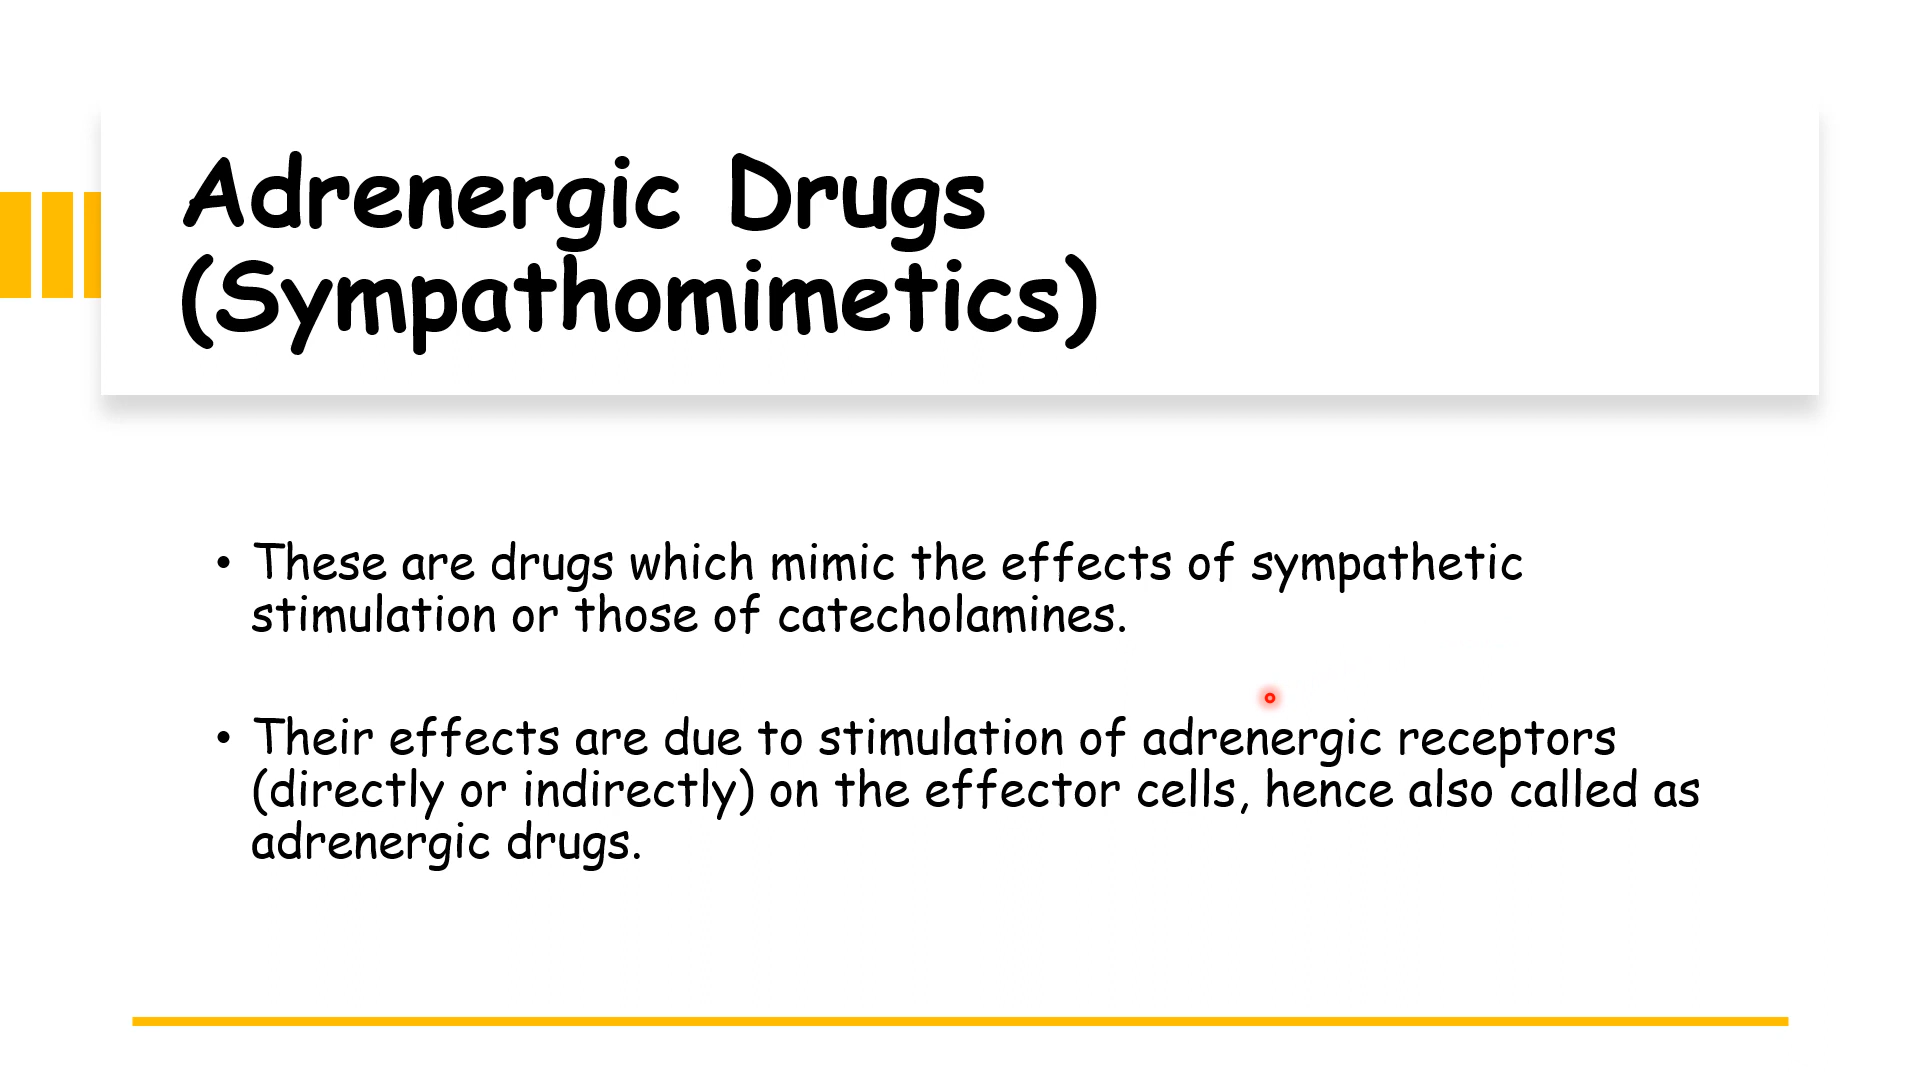 Adrenergic Drugs
(Sympathomimetics)
• These are drugs which mimic the effects of sympathetic
stimulation or those of catecholamines.
• Their effects are due to stimulation of adrenergic receptors
(directly or indirectly) on the effector cells, hence also called as
adrenergic drugs.